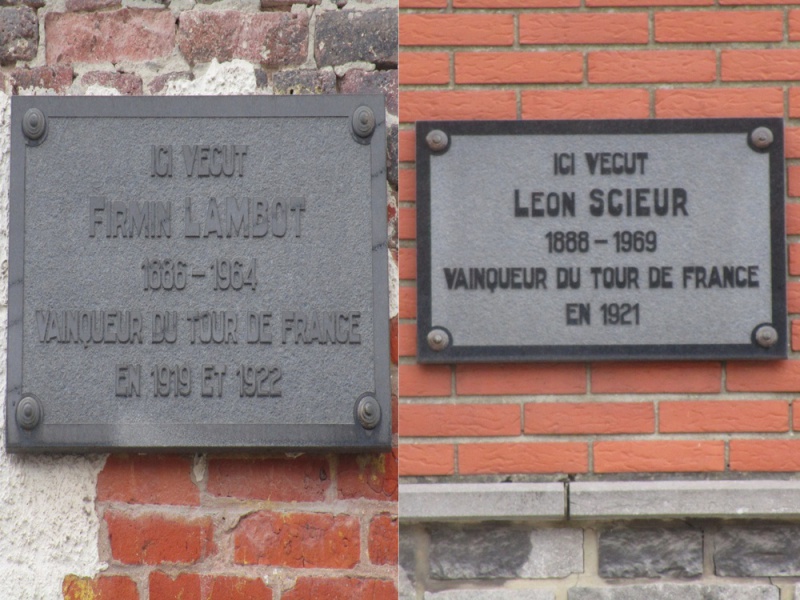 ICI VECUT
FIRMIN LAMBOT
1886 – 1964
VAINQUEUR DU TOUR DE FRANCE
EN 1919 ET 1922
ICI VECUT
LEON SCIEUR
1888 – 1969
VAINQUEUR DU TOUR DE FRANCE
EN 1921